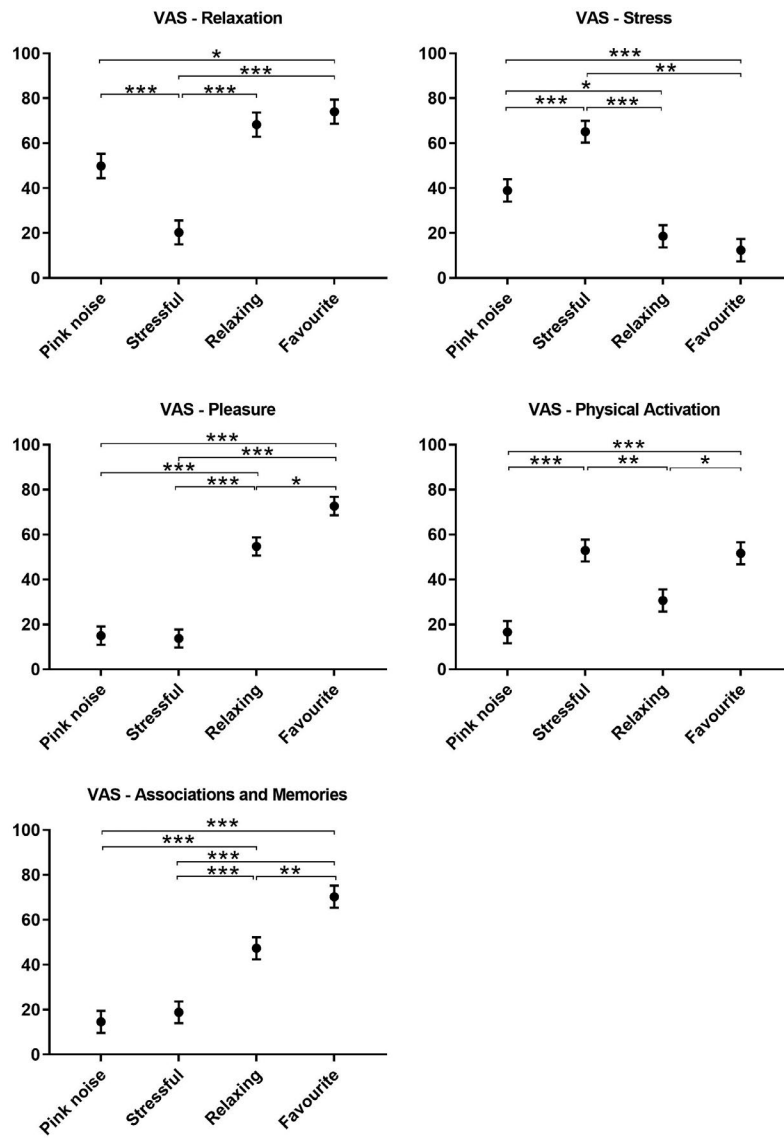 VAS - Relaxation
100
80
60
40
20
0
*
***
*** ***
Pink noise
Stressful
Relaxing
Favourite
VAS - Stress
100
80
60
40
20
0
***
**
*
*** ***
Pink noise
Stressful
Relaxing
Favourite
VAS - Pleasure
100
80
60
40
20
0
***
***
***
*** *
Pink noise
Stressful
Relaxing
Favourite
VAS - Physical Activation
100
80
60
40
20
0
***
*** ** *
Pink noise
Stressful
Relaxing
Favourite
VAS - Associations and Memories
100
80
60
40
20
0
***
***
***
*** **
Pink noise
Stressful
Relaxing
Favourite